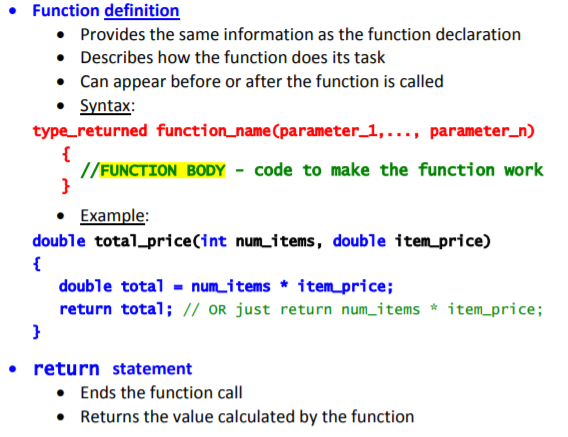 • Function definition
• Provides the same information as the function declaration
• Describes how the function does its task
• Can appear before or after the function is called
• Syntax:
type_returned function_name(parameter_1,..., parameter_n)
{
//FUNCTION BODY – code to make the function work
}
• Example:
double total_price(int num_items, double item_price)
{
double total = num_items * item_price;
return total; // OR just return num_items * item_price;
}
• return statement
• Ends the function call
• Returns the value calculated by the function